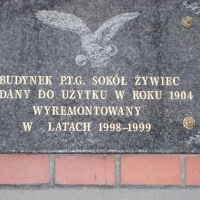 BUDYNEK P.T.G. SOKÓŁ ŻYWIEC
DANY DO UŻYTKU W ROKU 1904
WYREMONTOWANY
W LATACH 1998-1999